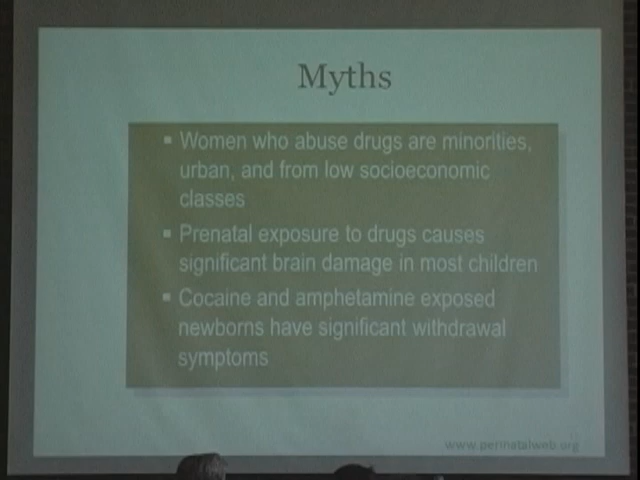 Myths
▪ Women who abuse drugs are minorities,
urban, and from low socioeconomic
classes
▪ Prenatal exposure to drugs causes
significant brain damage in most children
▪ Cocaine and amphetamine exposed
newborns have significant withdrawal
symptoms
www.perinatalweb.org